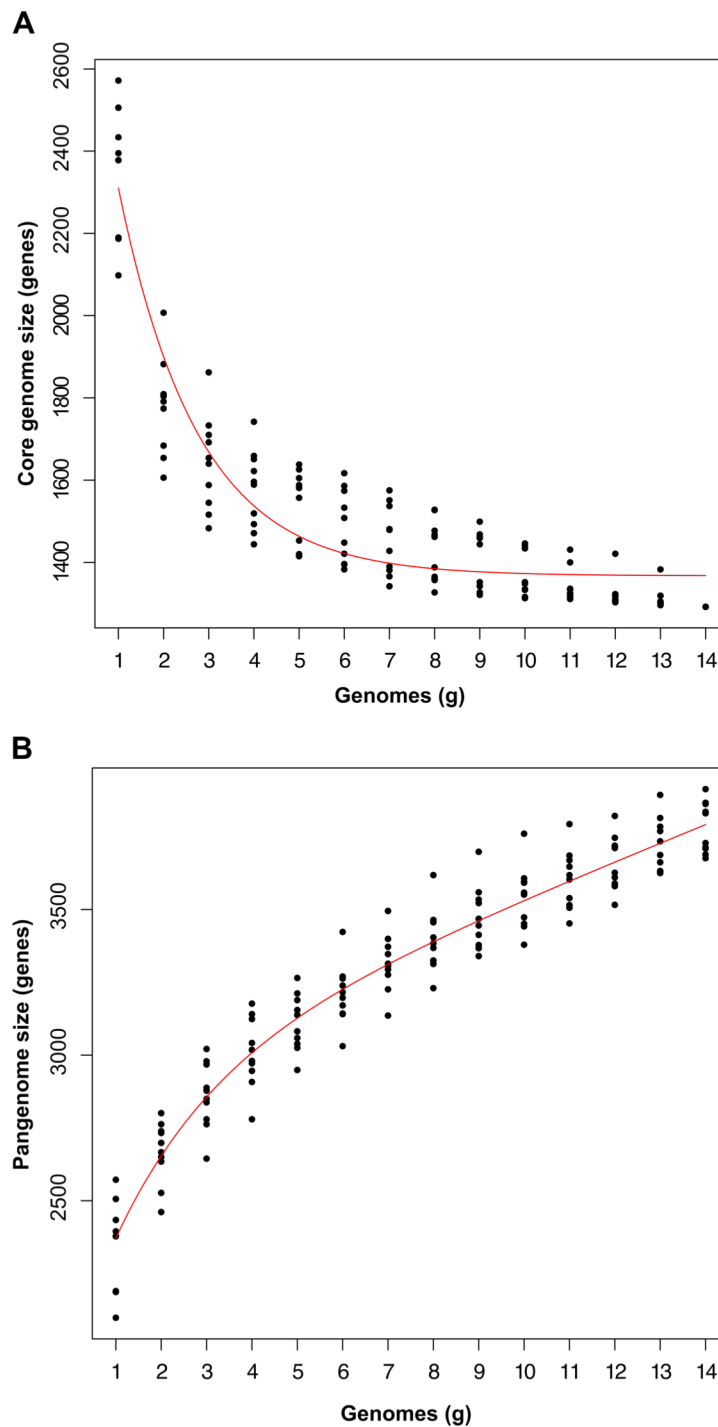 A
Core genome size (genes)
2600
2400
2200
2000
1800
1600
1400
1 2 3 4 5 6 7 8 9 10 11 12 13 14
Genomes (g)
B
Pangenome size (genes)
3500
3000
2500
1 2 3 4 5 6 7 8 9 10 11 12 13 14
Genomes (g)